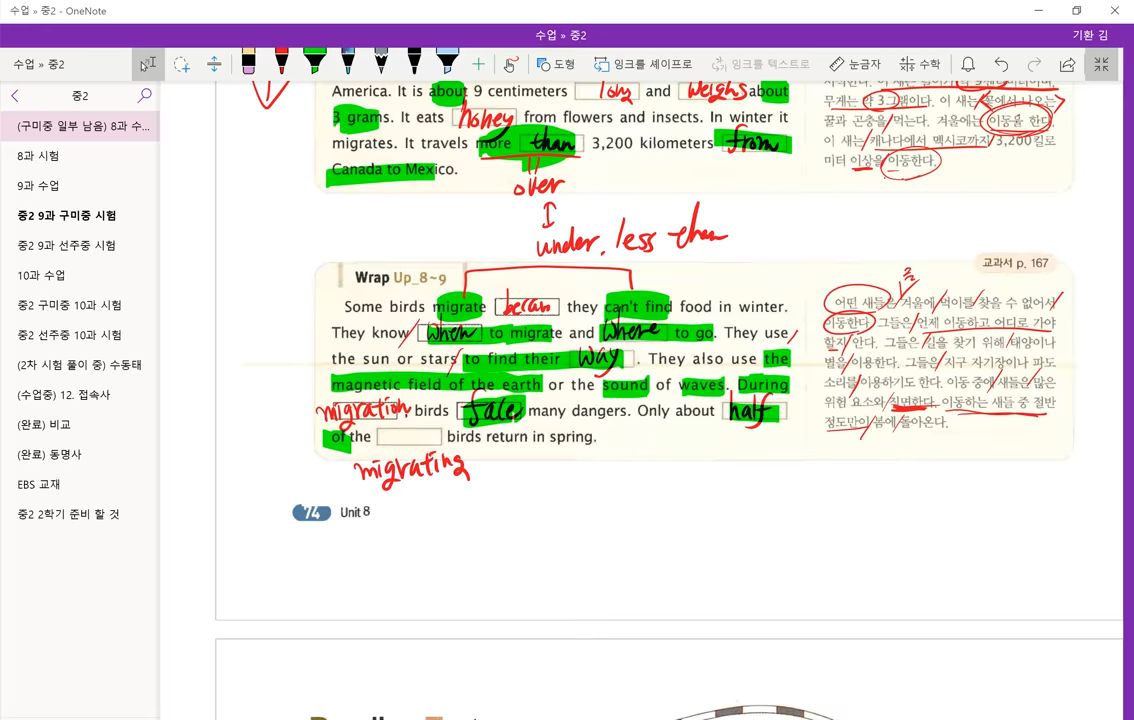 수업 » 중2 - OneNote
수업 » 중2
기환 김
수업 » 중2
도형
잉크를 셰이프로
잉크를 텍스트로
눈금자
수학
중2
(구미중 일부 남음) 8과 수...
8과 시험
9과 수업
중2 9과 구미중 시험
중2 9과 선주중 시험
10과 수업
중2 구미중 10과 시험
중2 선주중 10과 시험
(2차 시험 풀이 중) 수동태
(수업중) 12. 접속사
(완료) 비교
(완료) 동명사
EBS 교재
중2 2학기 준비 할 것
America. It is about 9 centimeters long and weighs about
3 grams. It eats honey from flowers and insects. In winter it
migrates. It travels more than 3,200 kilometers from
Canada to Mexico.
over
under, less than
무게는 약 3그램이다. 이 새는 꽃에서 나오는
꿀과 곤충을 먹는다. 겨울에는 이동을 한다.
이 새는 캐나다에서 멕시코까지 3,200킬로
미터 이상을 이동한다.
교과서 p. 167
Wrap Up_8~9
Some birds migrate becau they can't find food in winter.
They know when to migrate and where to go. They use
the sun or stars to find their way. They also use the
magnetic field of the earth or the sound of waves. During
migration, birds face many dangers. Only about half
of the birds return in spring.
migrating
어떤 새들은 겨울에 먹이를 찾을 수 없어서
이동한다. 그들은 언제 이동하고 어디로 가야
할지 안다. 그들은 길을 찾기 위해 태양이나
별을 이용한다. 그들은 지구 자기장이나 파도
소리를 이용하기도 한다. 이동 중에 새들은 많은
위험 요소와 직면한다. 이동하는 새들 중 절반
정도만이 봄에 돌아온다.
74 Unit 8